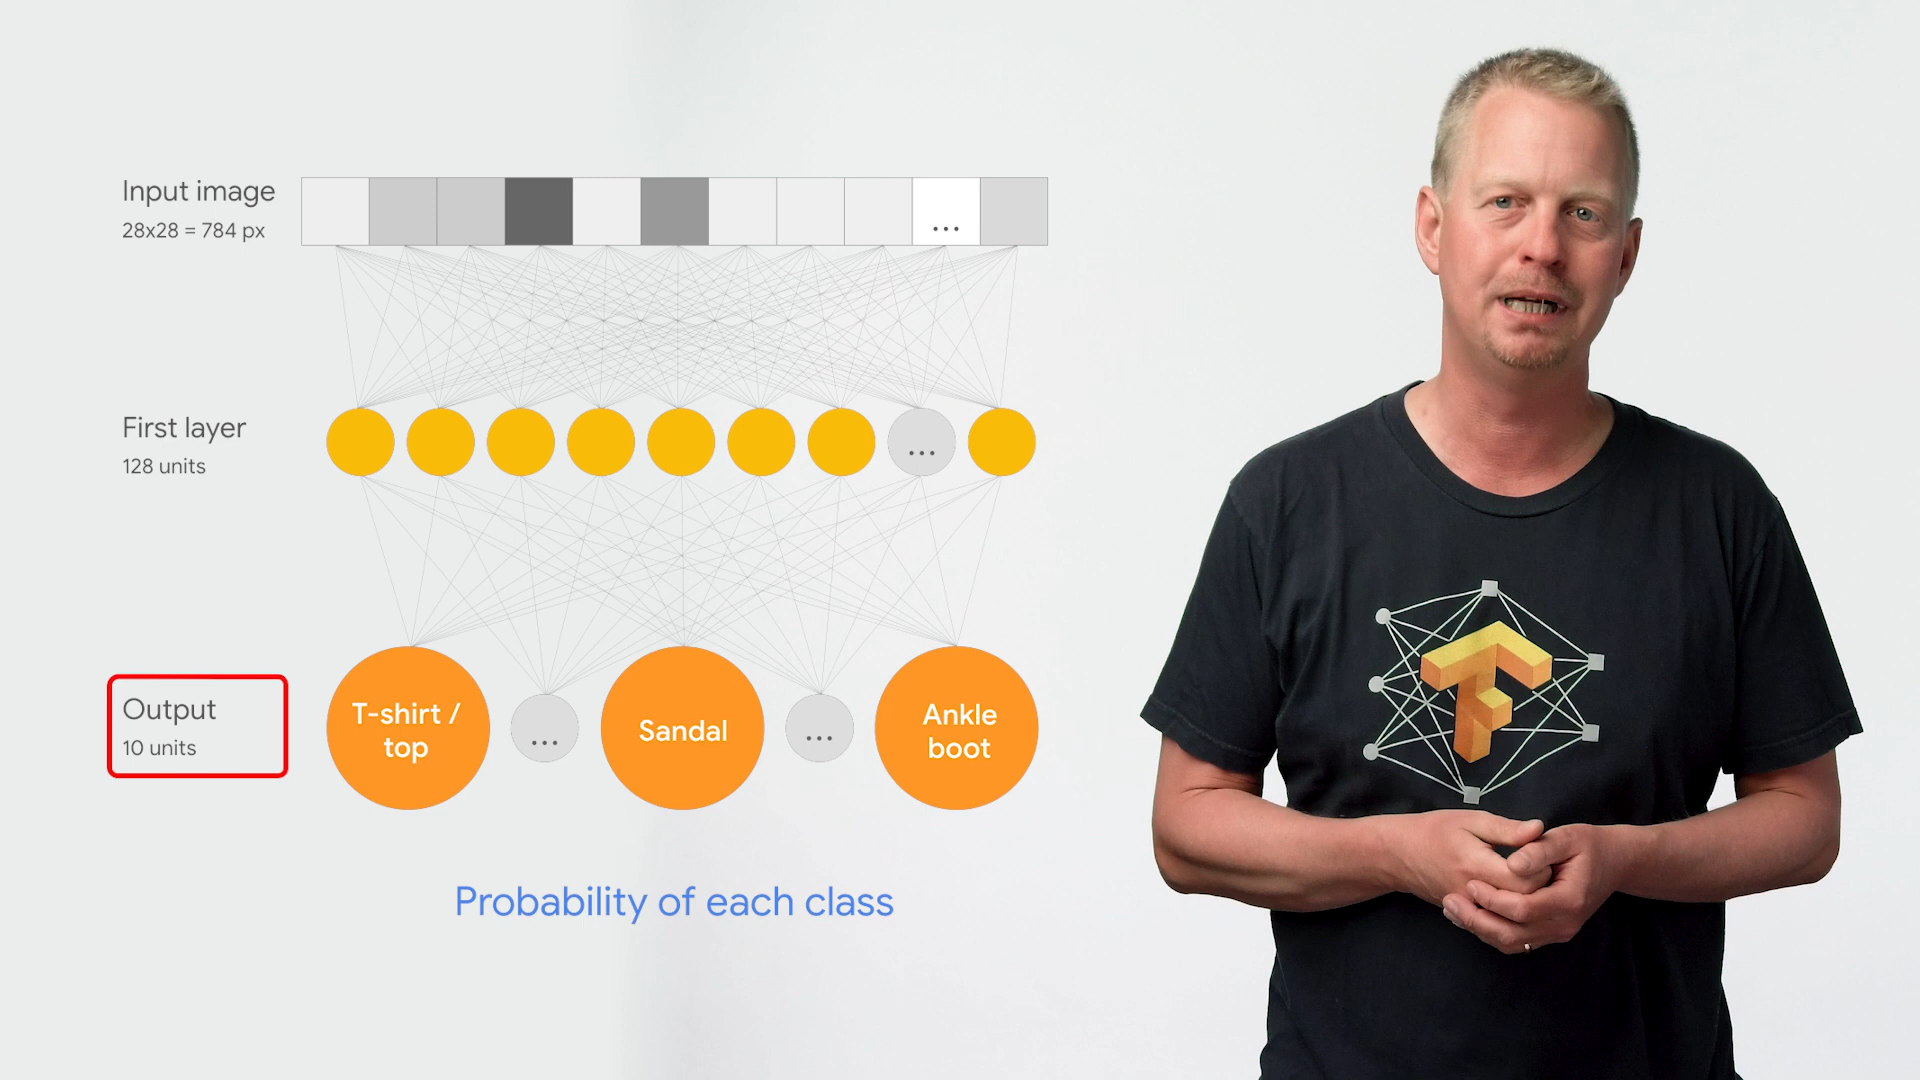 Input image
28x28 = 784 px
...
First layer
128 units
...
Output
10 units
T-shirt /
top
...
Sandal
...
Ankle
boot
Probability of each class